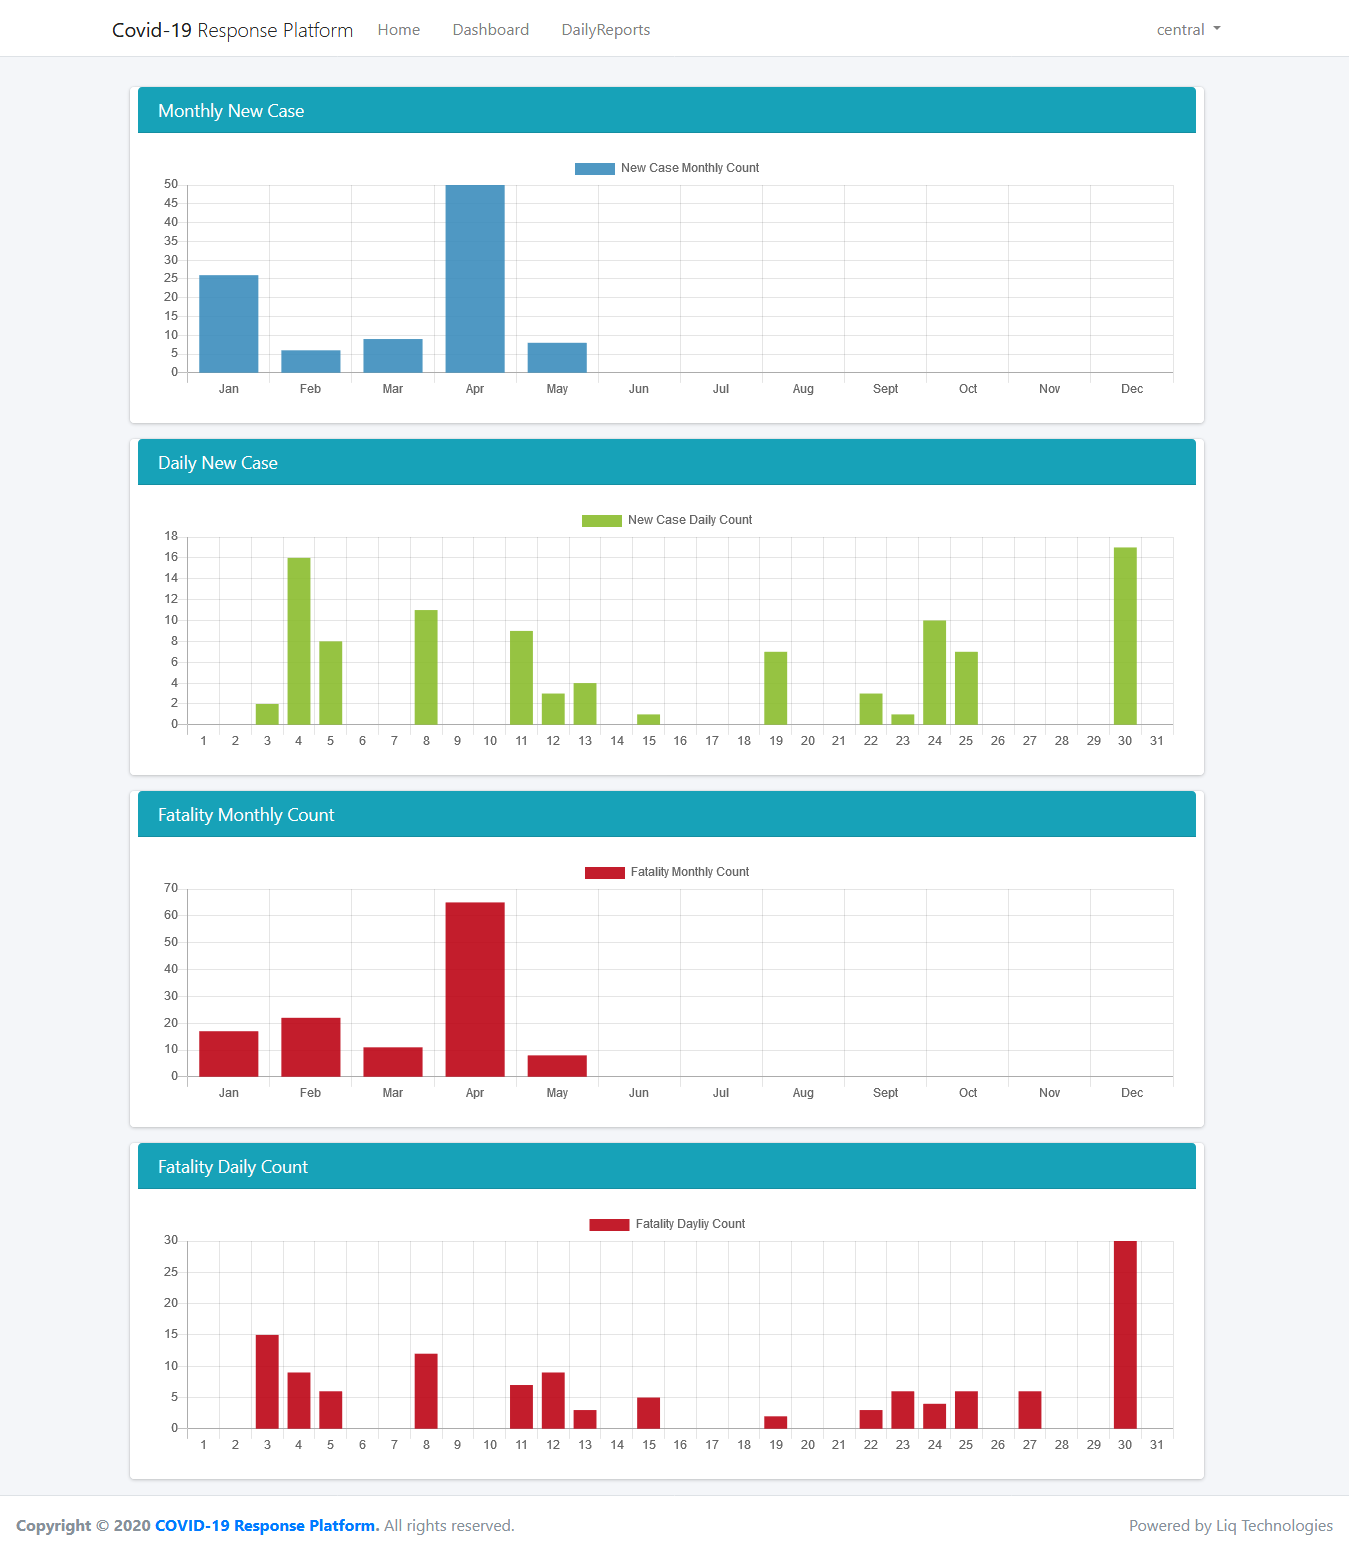 Covid-19 Response Platform Home Dashboard DailyReports central
Monthly New Case
New Case Monthly Count
50
45
40
35
30
25
20
15
10
5
0
Jan Feb Mar Apr May Jun Jul Aug Sept Oct Nov Dec
Daily New Case
New Case Daily Count
18
16
14
12
10
8
6
4
2
0
1 2 3 4 5 6 7 8 9 10 11 12 13 14 15 16 17 18 19 20 21 22 23 24 25 26 27 28 29 30 31
Fatality Monthly Count
Fatality Monthly Count
70
60
50
40
30
20
10
0
Jan Feb Mar Apr May Jun Jul Aug Sept Oct Nov Dec
Fatality Daily Count
Fatality Dayliy Count
30
25
20
15
10
5
0
1 2 3 4 5 6 7 8 9 10 11 12 13 14 15 16 17 18 19 20 21 22 23 24 25 26 27 28 29 30 31
Copyright © 2020 COVID-19 Response Platform. All rights reserved. Powered by Liq Technologies